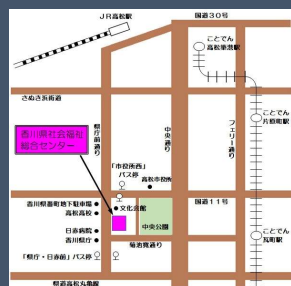 JR高松駅
国道30号
ことでん
高松築港駅
さぬき浜街道
ことでん
片原町駅
県庁前通り
中央通り
フェリー通り
香川県社会福祉
総合センター
「市役所西」
バス停
高松市役所
香川県番町地下駐車場
文化会館
国道11号
高松高校
中央公園
日赤病院
香川県庁
菊池寛通り
ことでん
瓦町駅
「県庁・日赤前」バス停
県道高松丸亀線